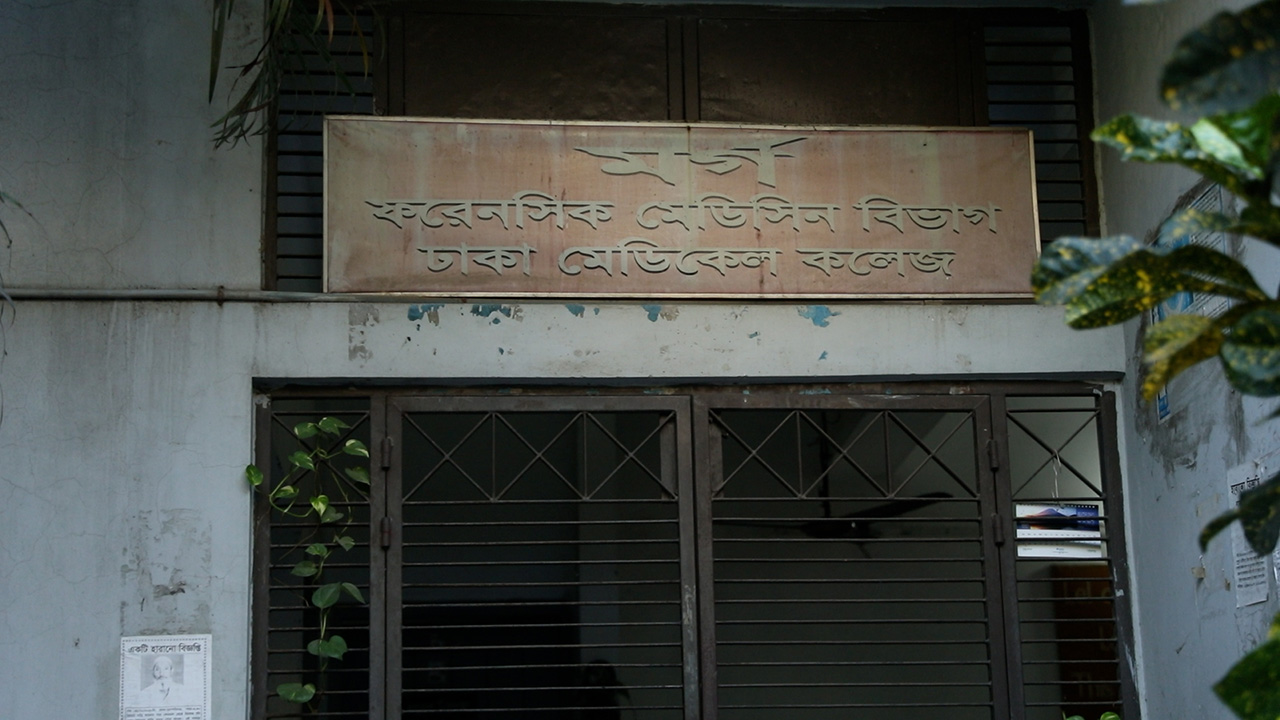 মর্গ
ফরেনসিক মেডিসিন বিভাগ
ঢাকা মেডিকেল কলেজ
একটি হারানো বিজ্ঞপ্তি